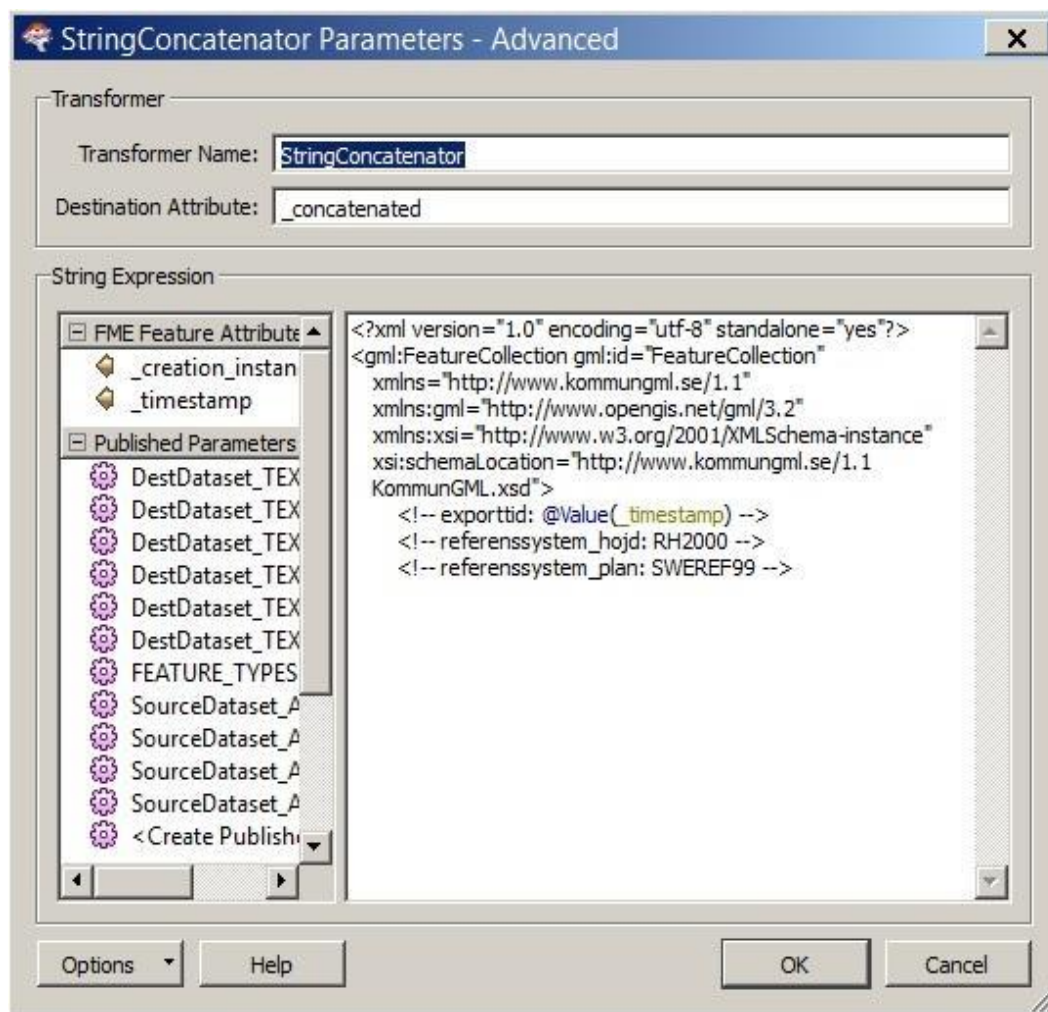 StringConcatenator Parameters - Advanced
Transformer
Transformer Name: StringConcatenator
Destination Attribute: _concatenated
String Expression
FME Feature Attribute
_creation_instan
_timestamp
Published Parameters
DestDataset_TEX
DestDataset_TEX
DestDataset_TEX
DestDataset_TEX
DestDataset_TEX
DestDataset_TEX
FEATURE_TYPES
SourceDataset_A
SourceDataset_A
SourceDataset_A
SourceDataset_A
<Create Publishe
<?xml version="1.0" encoding="utf-8" standalone="yes"?>
<gml:FeatureCollection gml:id="FeatureCollection"
xmlns="http://www.kommungml.se/1.1"
xmlns:gml="http://www.opengis.net/gml/3.2"
xmlns:xsi="http://www.w3.org/2001/XMLSchema-instance"
xsi:schemaLocation="http://www.kommungml.se/1.1
KommunGML.xsd">
<!-- exporttid: @Value(_timestamp) -->
<!-- referenssystem_hojd: RH2000 -->
<!-- referenssystem_plan: SWEREF99 -->
Options
Help
OK
Cancel